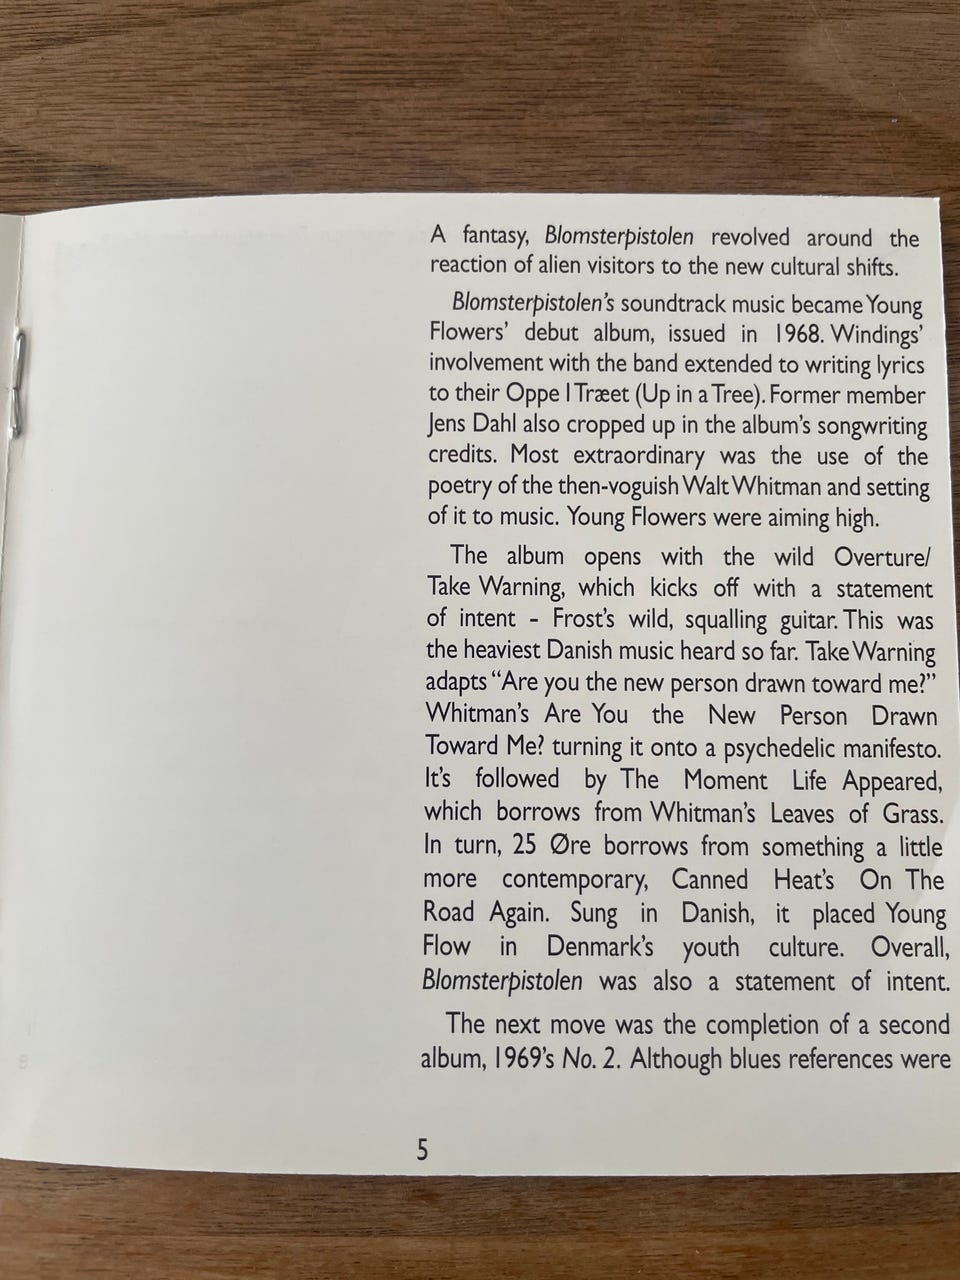 A fantasy, Blomsterpistolen revolved around the
reaction of alien visitors to the new cultural shifts.
Blomsterpistolen's soundtrack music became Young
Flowers' debut album, issued in 1968. Windings'
involvement with the band extended to writing lyrics
to their Oppe I Træet (Up in a Tree). Former member
Jens Dahl also cropped up in the album's songwriting
credits. Most extraordinary was the use of the
poetry of the then-voguish Walt Whitman and setting
of it to music. Young Flowers were aiming high.
The album opens with the wild Overture/
Take Warning, which kicks off with a statement
of intent - Frost's wild, squalling guitar. This was
the heaviest Danish music heard so far. Take Warning
adapts “Are you the new person drawn toward me?”
Whitman's Are You the New Person Drawn
Toward Me? turning it onto a psychedelic manifesto.
It's followed by The Moment Life Appeared,
which borrows from Whitman's Leaves of Grass.
In turn, 25 Øre borrows from something a little
more contemporary, Canned Heat's On The
Road Again. Sung in Danish, it placed Young
Flow in Denmark's youth culture. Overall,
Blomsterpistolen was also a statement of intent.
The next move was the completion of a second
album, 1969's No. 2. Although blues references were
5